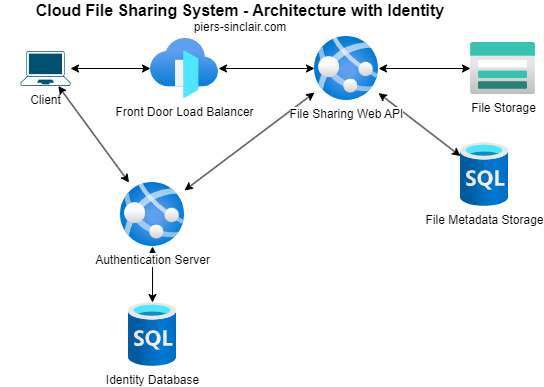 Cloud File Sharing System - Architecture with Identity
piers-sinclair.com
Client
Front Door Load Balancer
File Sharing Web API
File Storage
SQL
File Metadata Storage
Authentication Server
SQL
Identity Database